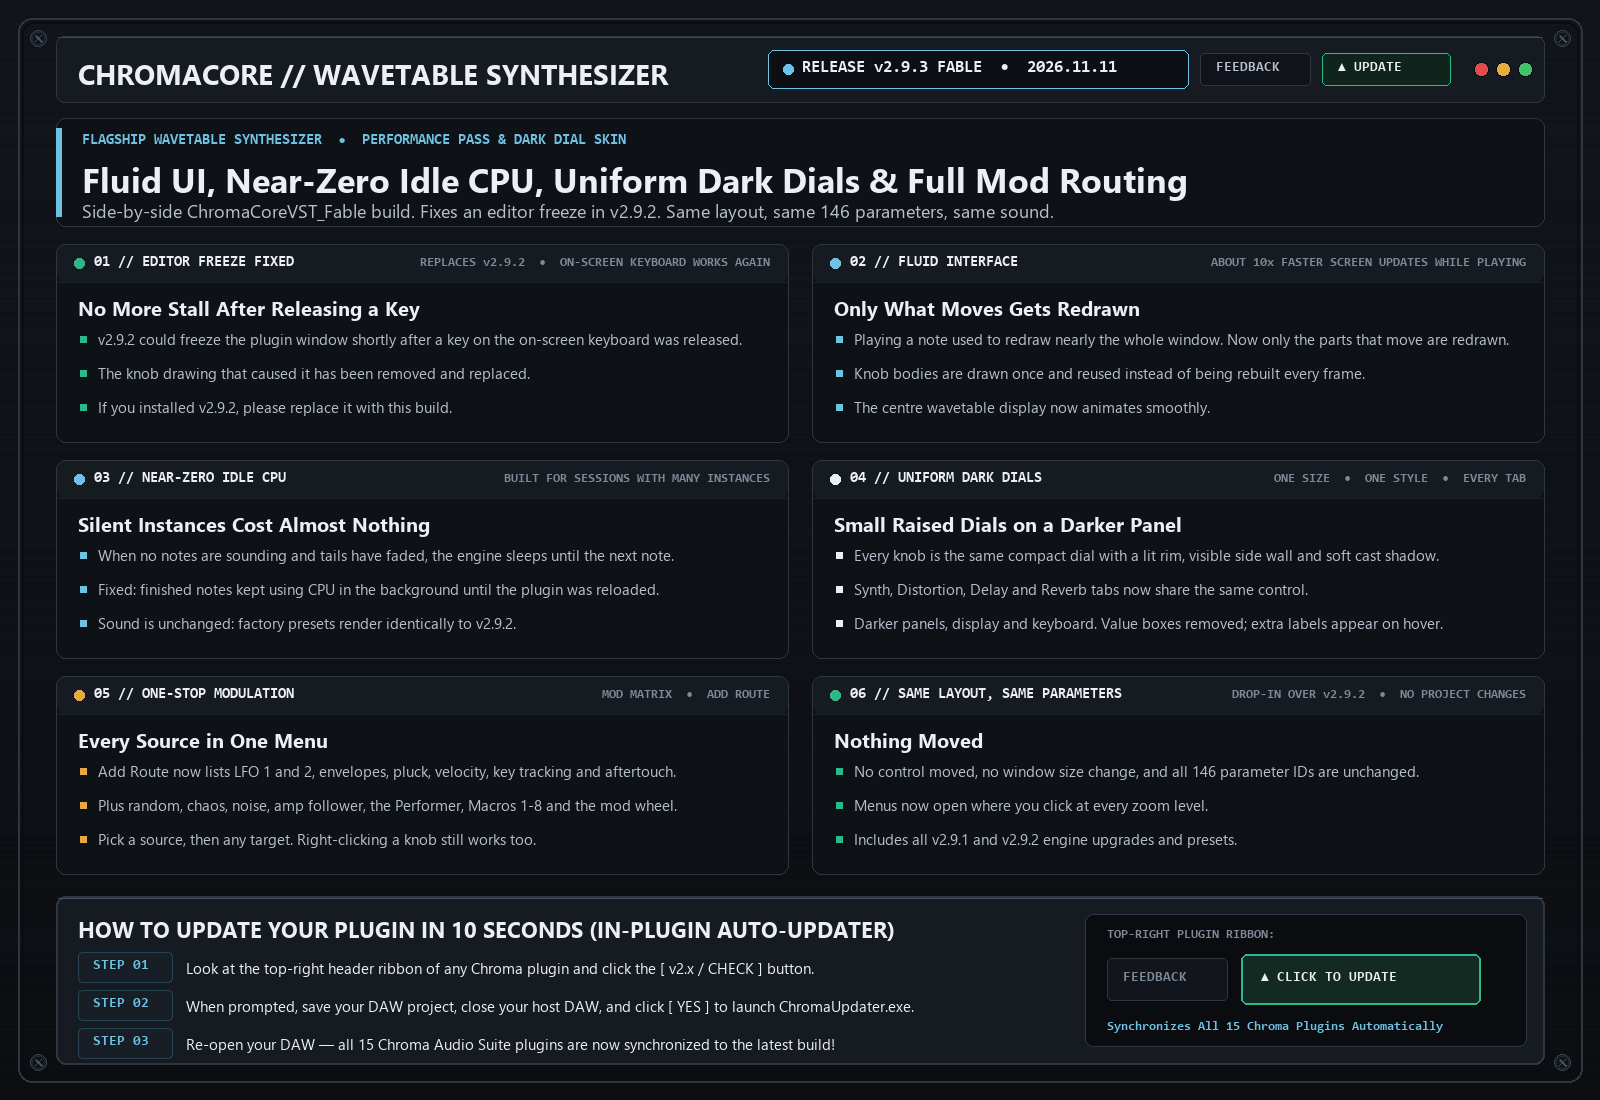 CHROMACORE // WAVETABLE SYNTHESIZER
RELEASE v2.9.3 FABLE • 2026.11.11
FEEDBACK
▲ UPDATE
FLAGSHIP WAVETABLE SYNTHESIZER • PERFORMANCE PASS & DARK DIAL SKIN
Fluid UI, Near-Zero Idle CPU, Uniform Dark Dials & Full Mod Routing
Side-by-side ChromaCoreVST_Fable build. Fixes an editor freeze in v2.9.2. Same layout, same 146 parameters, same sound.
01 // EDITOR FREEZE FIXED
REPLACES v2.9.2 • ON-SCREEN KEYBOARD WORKS AGAIN
No More Stall After Releasing a Key
v2.9.2 could freeze the plugin window shortly after a key on the on-screen keyboard was released.
The knob drawing that caused it has been removed and replaced.
If you installed v2.9.2, please replace it with this build.
02 // FLUID INTERFACE
ABOUT 10x FASTER SCREEN UPDATES WHILE PLAYING
Only What Moves Gets Redrawn
Playing a note used to redraw nearly the whole window. Now only the parts that move are redrawn.
Knob bodies are drawn once and reused instead of being rebuilt every frame.
The centre wavetable display now animates smoothly.
03 // NEAR-ZERO IDLE CPU
BUILT FOR SESSIONS WITH MANY INSTANCES
Silent Instances Cost Almost Nothing
When no notes are sounding and tails have faded, the engine sleeps until the next note.
Fixed: finished notes kept using CPU in the background until the plugin was reloaded.
Sound is unchanged: factory presets render identically to v2.9.2.
04 // UNIFORM DARK DIALS
ONE SIZE • ONE STYLE • EVERY TAB
Small Raised Dials on a Darker Panel
Every knob is the same compact dial with a lit rim, visible side wall and soft cast shadow.
Synth, Distortion, Delay and Reverb tabs now share the same control.
Darker panels, display and keyboard. Value boxes removed; extra labels appear on hover.
05 // ONE-STOP MODULATION
MOD MATRIX • ADD ROUTE
Every Source in One Menu
Add Route now lists LFO 1 and 2, envelopes, pluck, velocity, key tracking and aftertouch.
Plus random, chaos, noise, amp follower, the Performer, Macros 1-8 and the mod wheel.
Pick a source, then any target. Right-clicking a knob still works too.
06 // SAME LAYOUT, SAME PARAMETERS
DROP-IN OVER v2.9.2 • NO PROJECT CHANGES
Nothing Moved
No control moved, no window size change, and all 146 parameter IDs are unchanged.
Menus now open where you click at every zoom level.
Includes all v2.9.1 and v2.9.2 engine upgrades and presets.
HOW TO UPDATE YOUR PLUGIN IN 10 SECONDS (IN-PLUGIN AUTO-UPDATER)
STEP 01
Look at the top-right header ribbon of any Chroma plugin and click the [ v2.x / CHECK ] button.
STEP 02
When prompted, save your DAW project, close your host DAW, and click [ YES ] to launch ChromaUpdater.exe.
STEP 03
Re-open your DAW — all 15 Chroma Audio Suite plugins are now synchronized to the latest build!
TOP-RIGHT PLUGIN RIBBON:
FEEDBACK
▲ CLICK TO UPDATE
Synchronizes All 15 Chroma Plugins Automatically